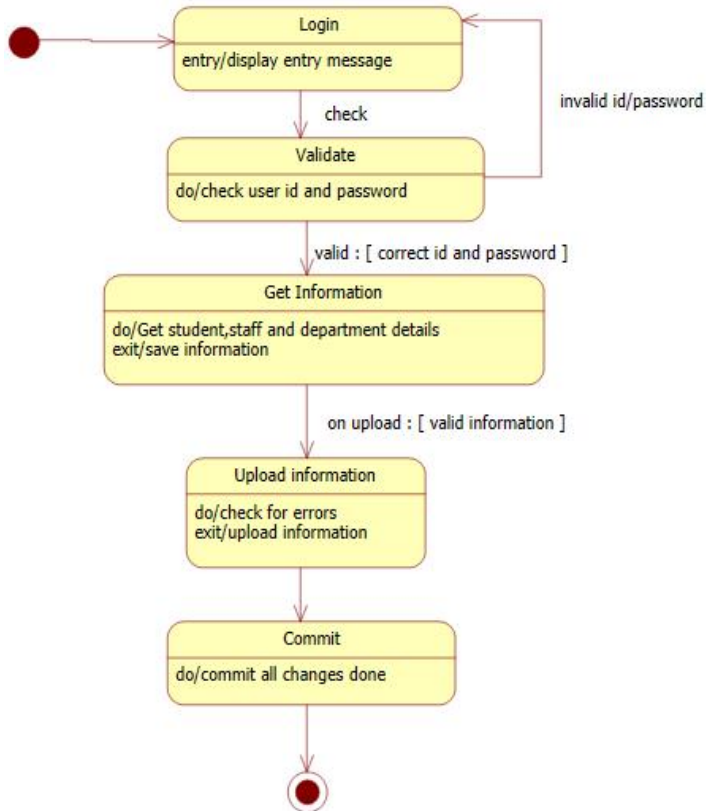 Login
entry/display entry message
invalid id/password
check
Validate
do/check user id and password
valid : [ correct id and password ]
Get Information
do/Get student,staff and department details
exit/save information
on upload : [ valid information ]
Upload information
do/check for errors
exit/upload information
Commit
do/commit all changes done